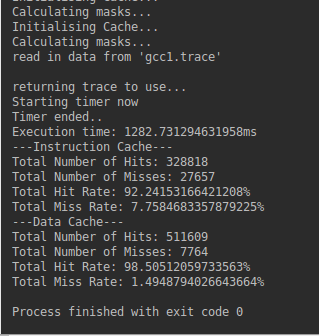 Calculating masks...
Initialising Cache...
Calculating masks...
read in data from 'gcc1.trace'
returning trace to use...
Starting timer now
Timer ended..
Execution time: 1282.731294631958ms
---Instruction Cache---
Total Number of Hits: 328818
Total Number of Misses: 27657
Total Hit Rate: 92.24153166421208%
Total Miss Rate: 7.7584683357879225%
---Data Cache---
Total Number of Hits: 511609
Total Number of Misses: 7764
Total Hit Rate: 98.50512059733563%
Total Miss Rate: 1.4948794026643664%
Process finished with exit code 0